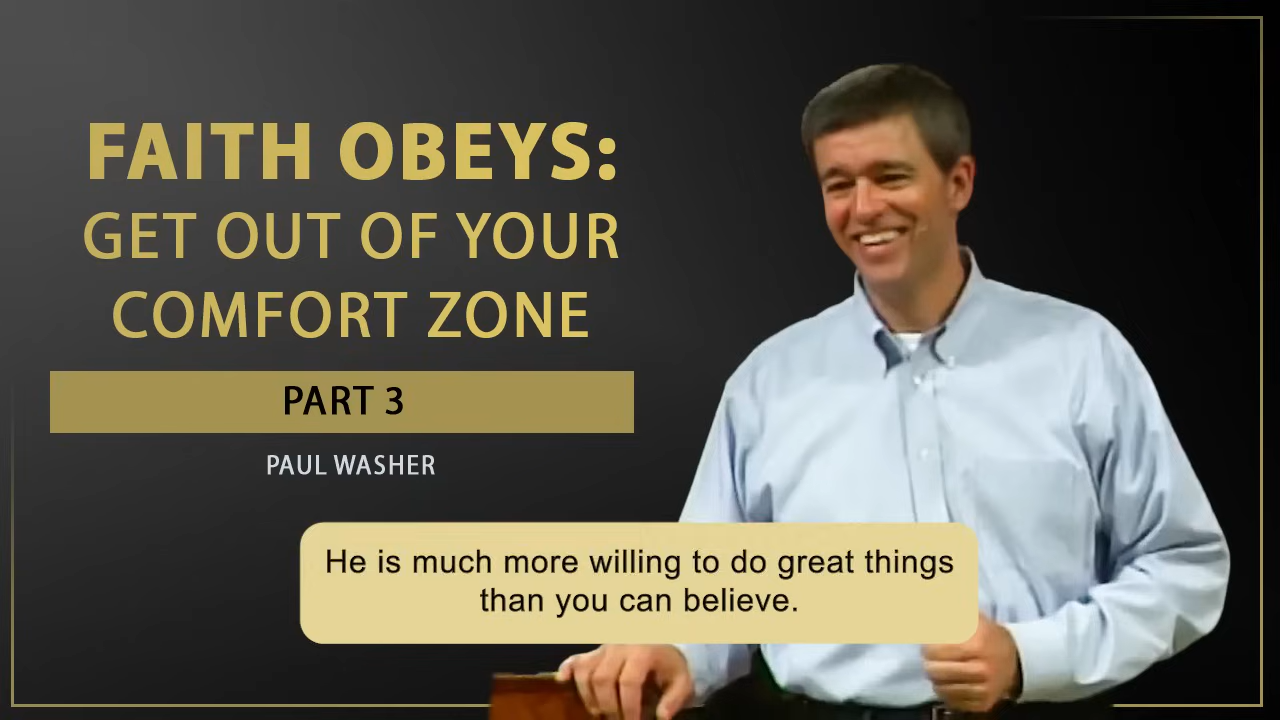 FAITH OBEYS:
GET OUT OF YOUR
COMFORT ZONE
PART 3
PAUL WASHER
He is much more willing to do great things
than you can believe.